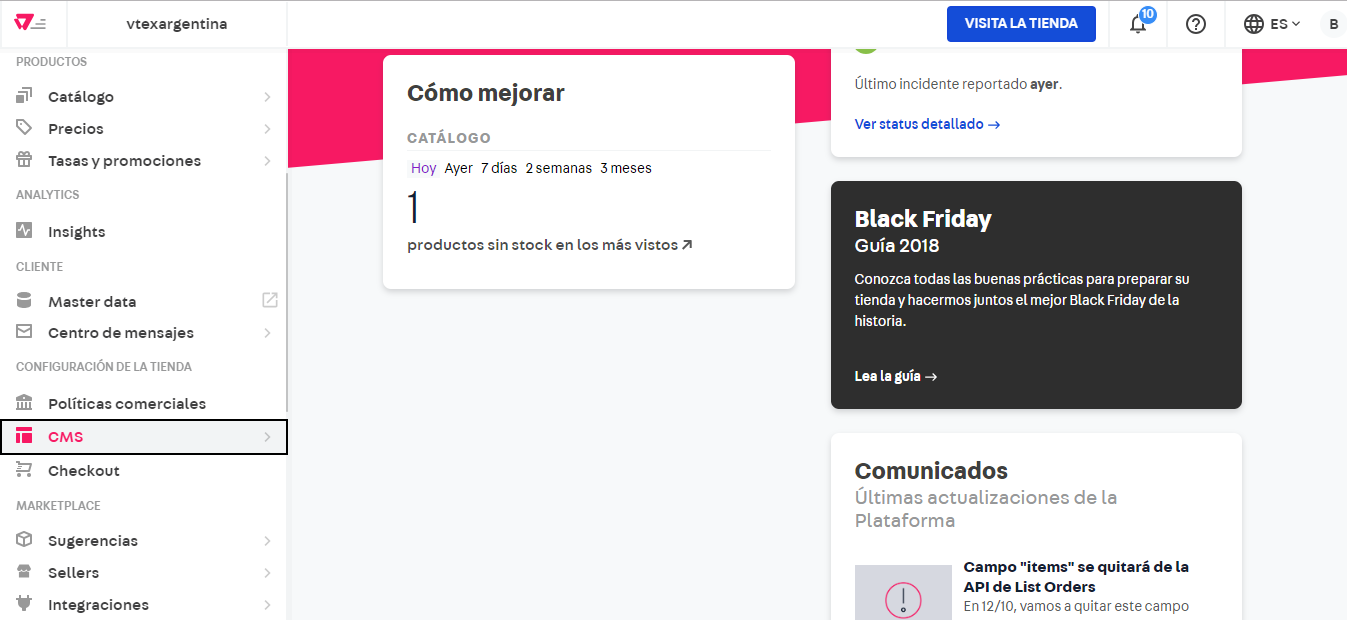 vtexargentina
VISITA LA TIENDA
10
ES
B
PRODUCTOS
Catálogo
Precios
Tasas y promociones
ANALYTICS
Insights
CLIENTE
Master data
Centro de mensajes
CONFIGURACIÓN DE LA TIENDA
Políticas comerciales
CMS
Checkout
MARKETPLACE
Sugerencias
Sellers
Integraciones
Cómo mejorar
CATÁLOGO
Hoy Ayer 7 días 2 semanas 3 meses
1
productos sin stock en los más vistos
Último incidente reportado ayer.
Ver status detallado →
Black Friday
Guía 2018
Conozca todas las buenas prácticas para preparar su
tienda y hacermos juntos el mejor Black Friday de la
historia.
Lea la guía →
Comunicados
Últimas actualizaciones de la
Plataforma
Campo "items" se quitará de la
API de List Orders
En 12/10, vamos a quitar este campo